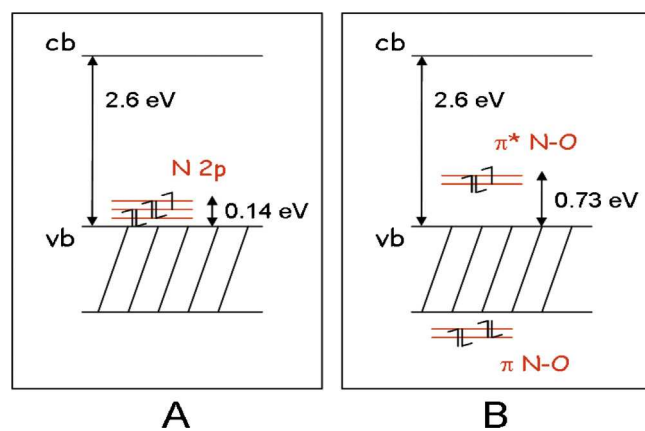 cb
2.6 eV
N 2p
0.14 eV
vb
A
cb
2.6 eV
π* N-O
0.73 eV
vb
π N-O
B